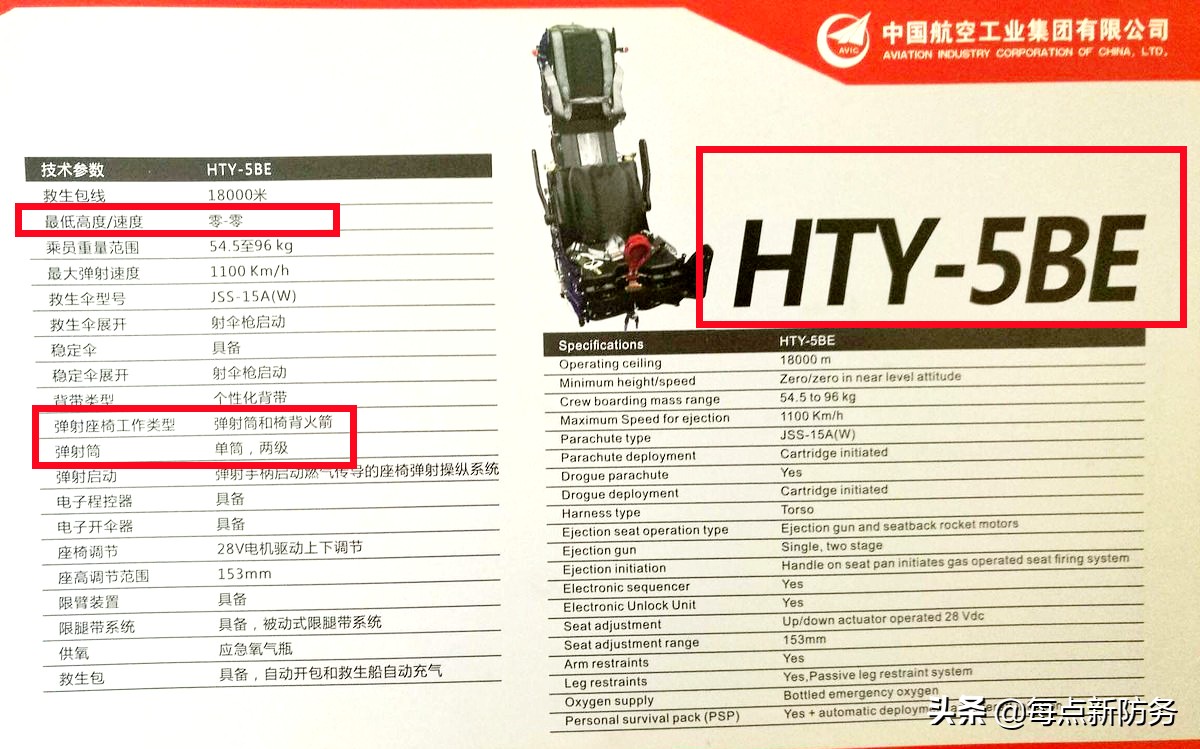 中国航空工业集团有限公司
AVIC
AVIATION INDUSTRY CORPORATION OF CHINA, LTD.
技术参数 HTY-5BE
救生包线 18000米
最低高度/速度 零-零
乘员重量范围 54.5至96 kg
最大弹射速度 1100 Km/h
救生伞型号 JSS-15A(W)
救生伞展开 射伞枪启动
稳定伞 具备
稳定伞展开 射伞枪启动
背带类型 个性化背带
弹射座椅工作类型 弹射筒和椅背火箭
弹射筒 单筒，两级
弹射启动 弹射手柄启动燃气传导的座椅弹射操纵系统
电子程控器 具备
电子开伞器 具备
座椅调节 28V电机驱动上下调节
座高调节范围 153mm
限臂装置 具备
限腿带系统 具备，被动式限腿带系统
供氧 应急氧气瓶
救生包 具备，自动开包和救生船自动充气
HTY-5BE
Specifications HTY-5BE
Operating ceiling 18000 m
Minimum height/speed Zero/zero in near level attitude
Crew boarding mass range 54.5 to 96 kg
Maximum Speed for ejection 1100 Km/h
Parachute type JSS-15A(W)
Parachute deployment Cartridge initiated
Drogue parachute Yes
Drogue deployment Cartridge initiated
Harness type Torso
Ejection seat operation type Ejection gun and seatback rocket motors
Ejection gun Single, two stage
Ejection initiation Handle on seat pan initiates gas operated seat firing system
Electronic sequencer Yes
Electronic Unlock Unit Yes
Seat adjustment Up/down actuator operated 28 Vdc
Seat adjustment range 153mm
Arm restraints Yes
Leg restraints Yes,Passive leg restraint system
Oxygen supply Bottled emergency oxygen
Personal survival pack (PSP) Yes + automatic deployment
头条 @每点新防务